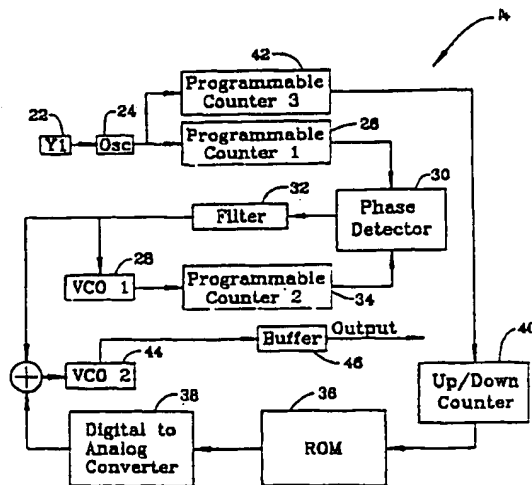 4
42
Programmable
Counter 3
22
24
Y1
Osc
26
Programmable
Counter 1
30
Phase
Detector
32
Filter
28
VCO 1
Programmable
Counter 2
34
Output
Buffer
46
40
44
VCO 2
Up/Down
Counter
38
Digital to
Analog
Converter
36
ROM